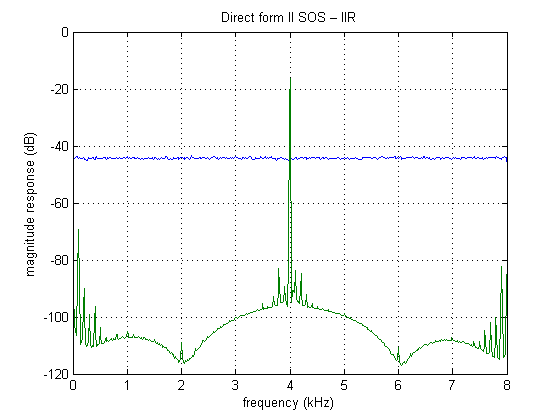 Direct form II SOS – IIR
0
-20
-40
-60
-80
-100
-120
magnitude response (dB)
0 1 2 3 4 5 6 7 8
frequency (kHz)